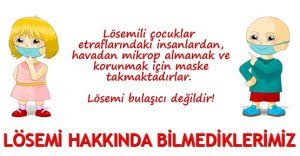 Lösemili çocuklar
etraflarındaki insanlardan,
havadan mikrop almamak ve
korunmak için maske
takmaktadırlar.
Lösemi bulaşıcı değildir!
LÖSEMİ HAKKINDA BİLMEDİKLERİMİZ